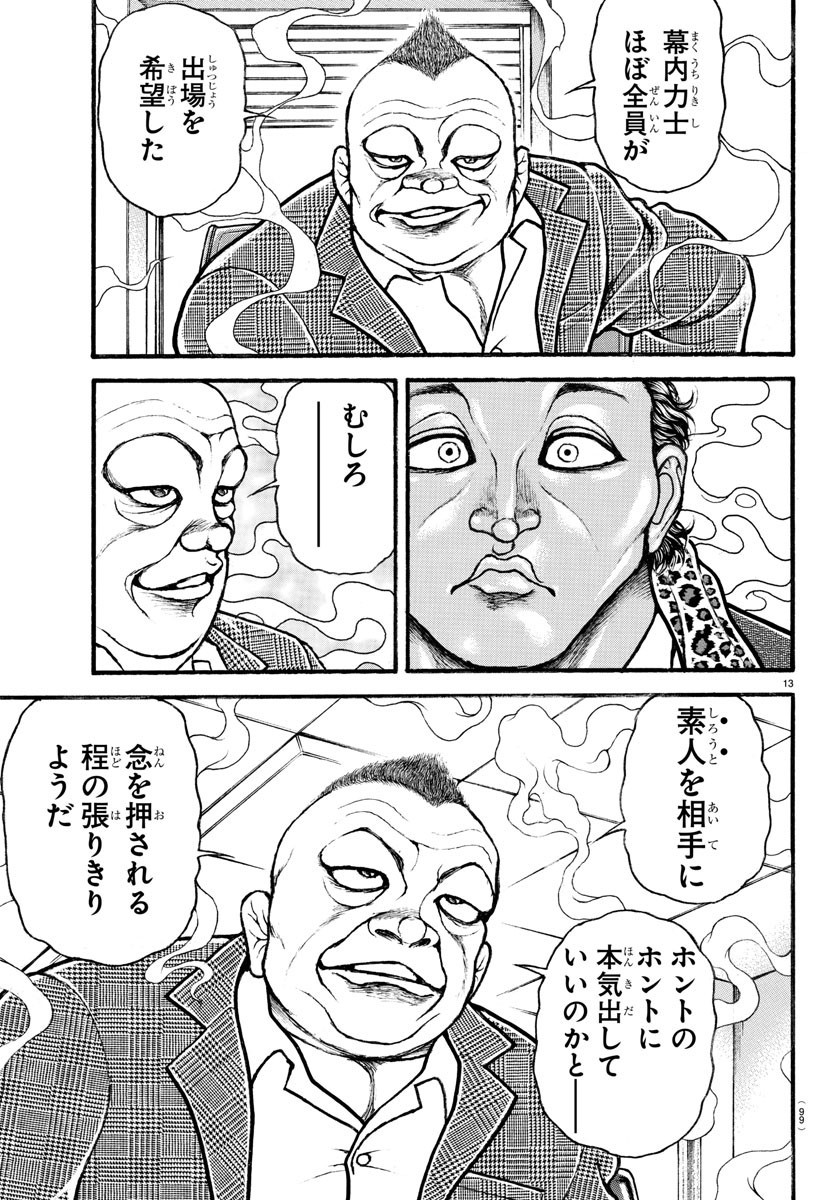 幕内力士
ほぼ全員が
出場を
希望した
むしろ
――
素人を相手に
ホントの
ホントに
本気出して
いいのかと――
念を押される
程の張りきり
ようだ
13
(99)